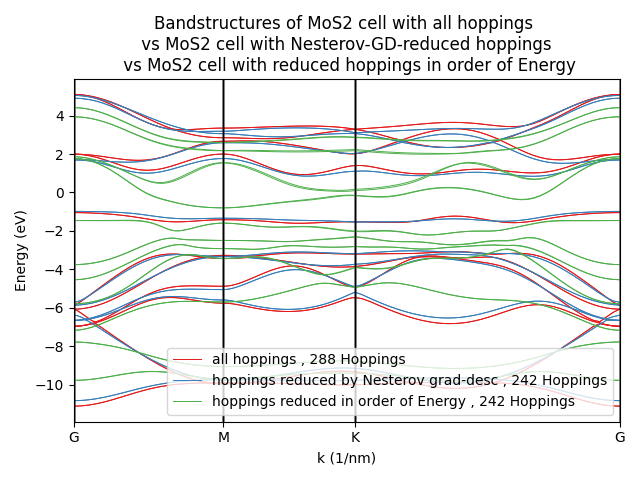 Bandstructures of MoS2 cell with all hoppings
vs MoS2 cell with Nesterov-GD-reduced hoppings
vs MoS2 cell with reduced hoppings in order of Energy
Energy (eV)
4
2
0
−2
−4
−6
−8
−10
all hoppings , 288 Hoppings
hoppings reduced by Nesterov grad-desc , 242 Hoppings
hoppings reduced in order of Energy , 242 Hoppings
G M K G
k (1/nm)